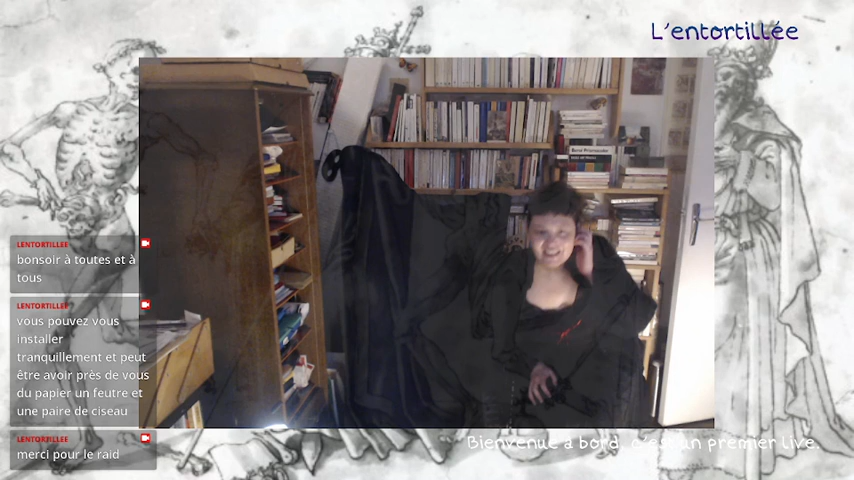 L'entortillée
LENTORTILLEE
bonsoir à toutes et à
tous
LENTORTILLEE
vous pouvez vous
installer
tranquillement et peut
être avoir près de vous
du papier un feutre et
une paire de ciseau
LENTORTILLEE
merci pour le raid
Bienvenue à bord, c'est un premier live.